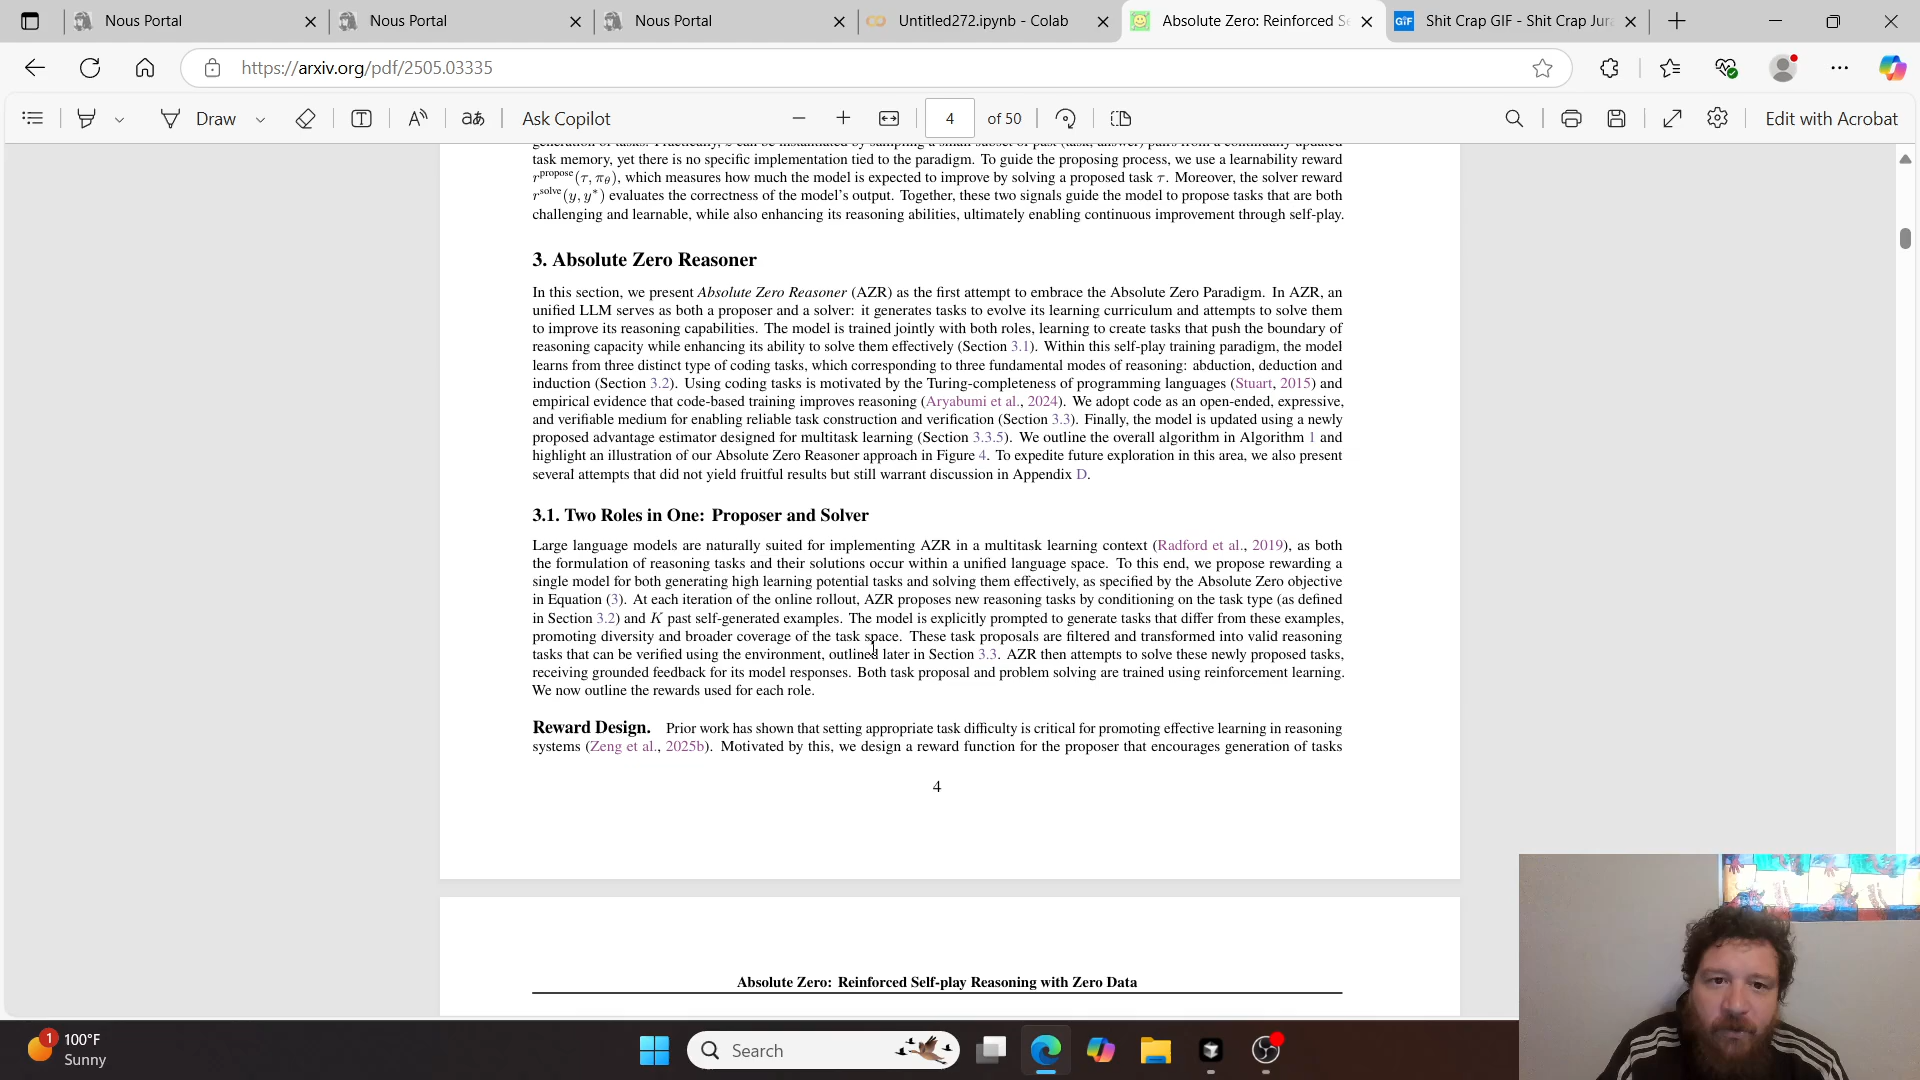 Nous Portal
Nous Portal
Nous Portal
Untitled272.ipynb - Colab
Absolute Zero: Reinforced S
GIF
Shit Crap GIF - Shit Crap Jur
https://arxiv.org/pdf/2505.03335
Draw
aあ
Ask Copilot
4
of 50
Edit with Acrobat
task memory, yet there is no specific implementation tied to the paradigm. To guide the proposing process, we use a learnability reward
r^propose(τ, π_θ), which measures how much the model is expected to improve by solving a proposed task τ. Moreover, the solver reward
r^solve(y, y*) evaluates the correctness of the model's output. Together, these two signals guide the model to propose tasks that are both
challenging and learnable, while also enhancing its reasoning abilities, ultimately enabling continuous improvement through self-play.
3. Absolute Zero Reasoner
In this section, we present Absolute Zero Reasoner (AZR) as the first attempt to embrace the Absolute Zero Paradigm. In AZR, an
unified LLM serves as both a proposer and a solver: it generates tasks to evolve its learning curriculum and attempts to solve them
to improve its reasoning capabilities. The model is trained jointly with both roles, learning to create tasks that push the boundary of
reasoning capacity while enhancing its ability to solve them effectively (Section 3.1). Within this self-play training paradigm, the model
learns from three distinct type of coding tasks, which corresponding to three fundamental modes of reasoning: abduction, deduction and
induction (Section 3.2). Using coding tasks is motivated by the Turing-completeness of programming languages (Stuart, 2015) and
empirical evidence that code-based training improves reasoning (Aryabumi et al., 2024). We adopt code as an open-ended, expressive,
and verifiable medium for enabling reliable task construction and verification (Section 3.3). Finally, the model is updated using a newly
proposed advantage estimator designed for multitask learning (Section 3.3.5). We outline the overall algorithm in Algorithm 1 and
highlight an illustration of our Absolute Zero Reasoner approach in Figure 4. To expedite future exploration in this area, we also present
several attempts that did not yield fruitful results but still warrant discussion in Appendix D.
3.1. Two Roles in One: Proposer and Solver
Large language models are naturally suited for implementing AZR in a multitask learning context (Radford et al., 2019), as both
the formulation of reasoning tasks and their solutions occur within a unified language space. To this end, we propose rewarding a
single model for both generating high learning potential tasks and solving them effectively, as specified by the Absolute Zero objective
in Equation (3). At each iteration of the online rollout, AZR proposes new reasoning tasks by conditioning on the task type (as defined
in Section 3.2) and K past self-generated examples. The model is explicitly prompted to generate tasks that differ from these examples,
promoting diversity and broader coverage of the task space. These task proposals are filtered and transformed into valid reasoning
tasks that can be verified using the environment, outlined later in Section 3.3. AZR then attempts to solve these newly proposed tasks,
receiving grounded feedback for its model responses. Both task proposal and problem solving are trained using reinforcement learning.
We now outline the rewards used for each role.
Reward Design. Prior work has shown that setting appropriate task difficulty is critical for promoting effective learning in reasoning
systems (Zeng et al., 2025b). Motivated by this, we design a reward function for the proposer that encourages generation of tasks
4
Absolute Zero: Reinforced Self-play Reasoning with Zero Data
1
100°F
Sunny
Search